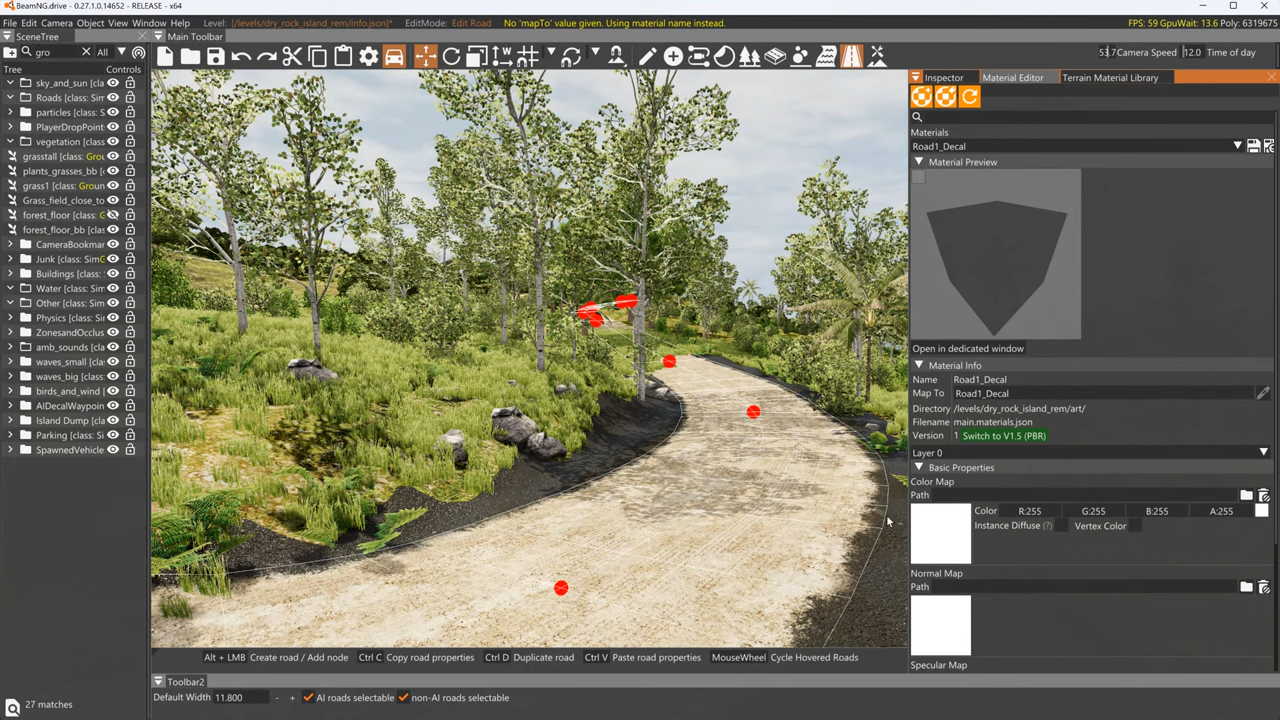 BeamNG.drive - 0.27.1.0.14652 - RELEASE - x64
File Edit Camera Object View Window Help Level: [/levels/dry_rock_island_rem/info.json]* EditMode: Edit Road No 'mapTo' value given. Using material name instead. FPS: 59 GpuWait: 13.6 Poly: 6319675
SceneTree
Main Toolbar
gro
All
53.7 Camera Speed 12.0 Time of day
Tree Controls
sky_and_sun [cla
Roads [class: Sim
particles [class: S
PlayerDropPoint
vegetation [class
grasstall [class: Grou
plants_grasses_bb [
grass1 [class: Groun
Grass_field_close_to
forest_floor [class: G
forest_floor_bb [class
CameraBookmar
Junk [class: SimG
Buildings [class:
Water [class: Sim
Other [class: Sim
Physics [class: Sim
ZonesandOcclus
amb_sounds [clas
waves_small [clas
waves_big [class:
birds_and_wind [
AIDecalWaypoin
Island Dump [cla
Parking [class: Si
SpawnedVehicle
27 matches
Inspector Material Editor Terrain Material Library
Materials
Road1_Decal
Material Preview
Open in dedicated window
Material Info
Name Road1_Decal
Map To Road1_Decal
Directory /levels/dry_rock_island_rem/art/
Filename main.materials.json
Version 1 Switch to V1.5 (PBR)
Layer 0
Basic Properties
Color Map
Path
Color R:255 G:255 B:255 A:255
Instance Diffuse (?) Vertex Color
Normal Map
Path
Specular Map
Alt + LMB Create road / Add node Ctrl C Copy road properties Ctrl D Duplicate road Ctrl V Paste road properties MouseWheel Cycle Hovered Roads
Toolbar2
Default Width 11.800 - + AI roads selectable non-AI roads selectable